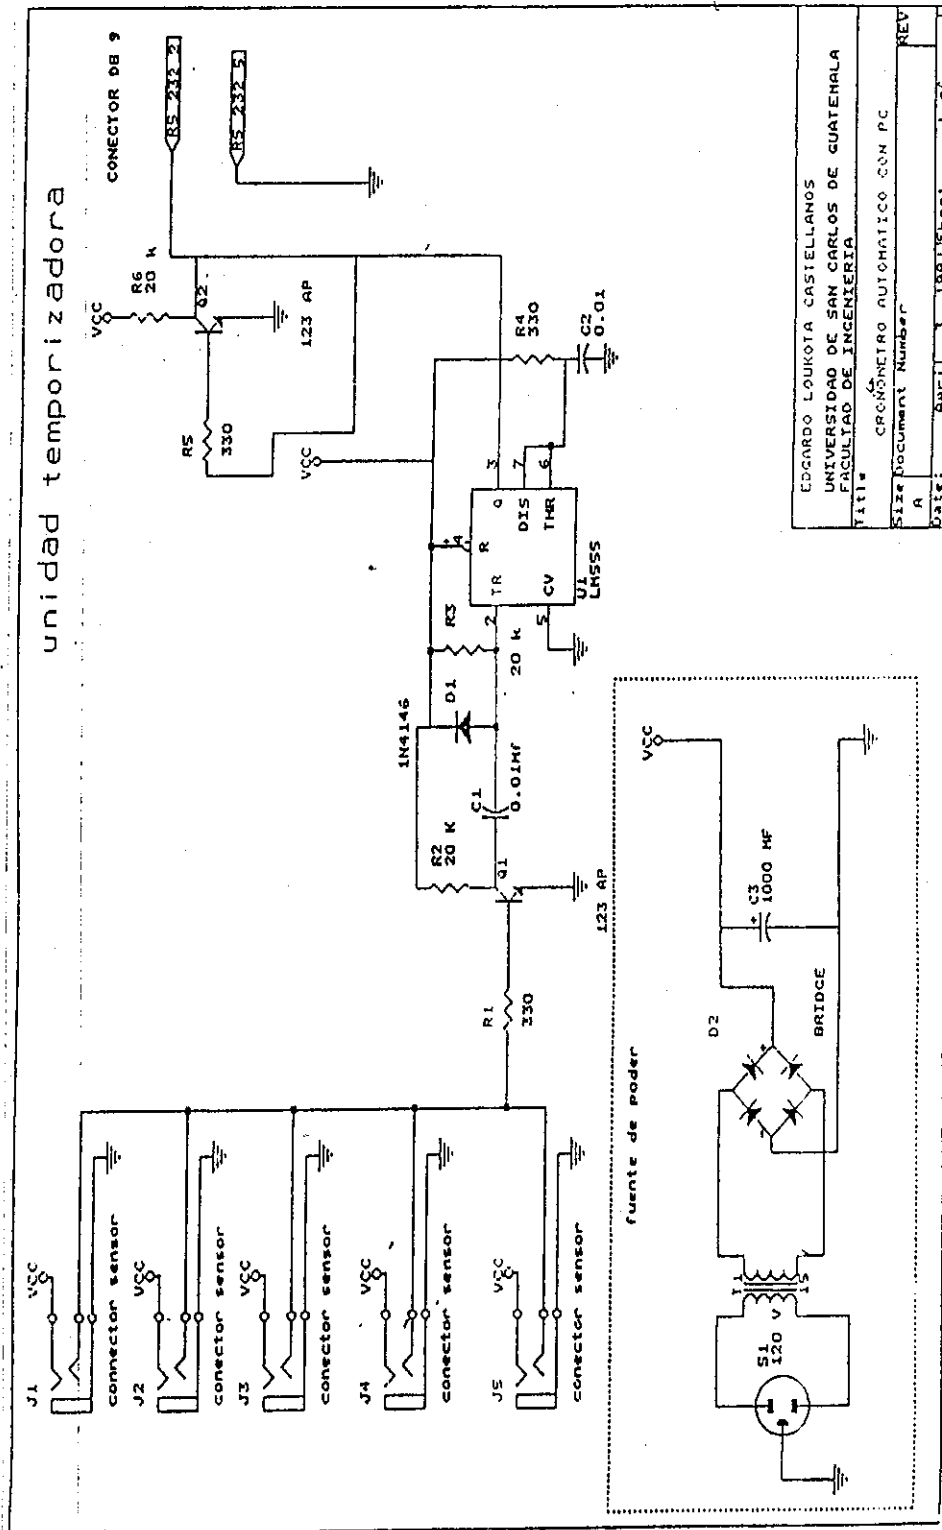 unidad temporizadora
CONECTOR DB 9
RS 232 2
RS 232 5
VCC
R6
20 k
Q2
123 AP
R5
330
VCC
R4
330
C2
0.01
3
7
6
4
R
Q
DIS
THR
TR
CV
2
5
U1
LM555
R3
20 k
1N4146
D1
C1
0.01MF
R2
20 K
Q1
123 AP
R1
330
J1
VCC
conector sensor
J2
VCC
conector sensor
J3
VCC
conector sensor
J4
VCC
conector sensor
J5
VCC
conector sensor
fuente de poder
VCC
+ C3
1000 MF
D2
BRIDGE
+
-
T1
S1
120 V
EDGARDO LOUKOTA CASTELLANOS
UNIVERSIDAD DE SAN CARLOS DE GUATEMALA
FACULTAD DE INGENIERIA
Title
CRONOMETRO AUTOMATICO CON PC
Size Document Number
REV
A
Date: